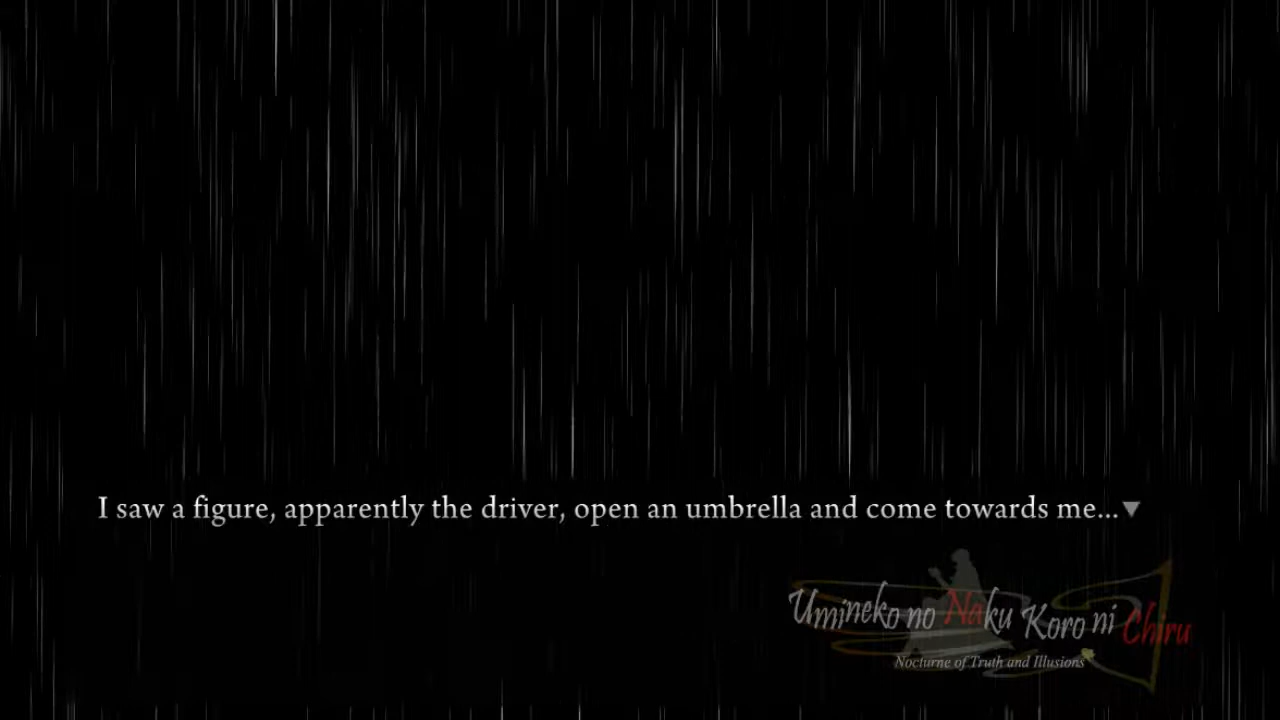 I saw a figure, apparently the driver, open an umbrella and come towards me...
Umineko no Naku Koro ni Chiru
Nocturne of Truth and Illusions